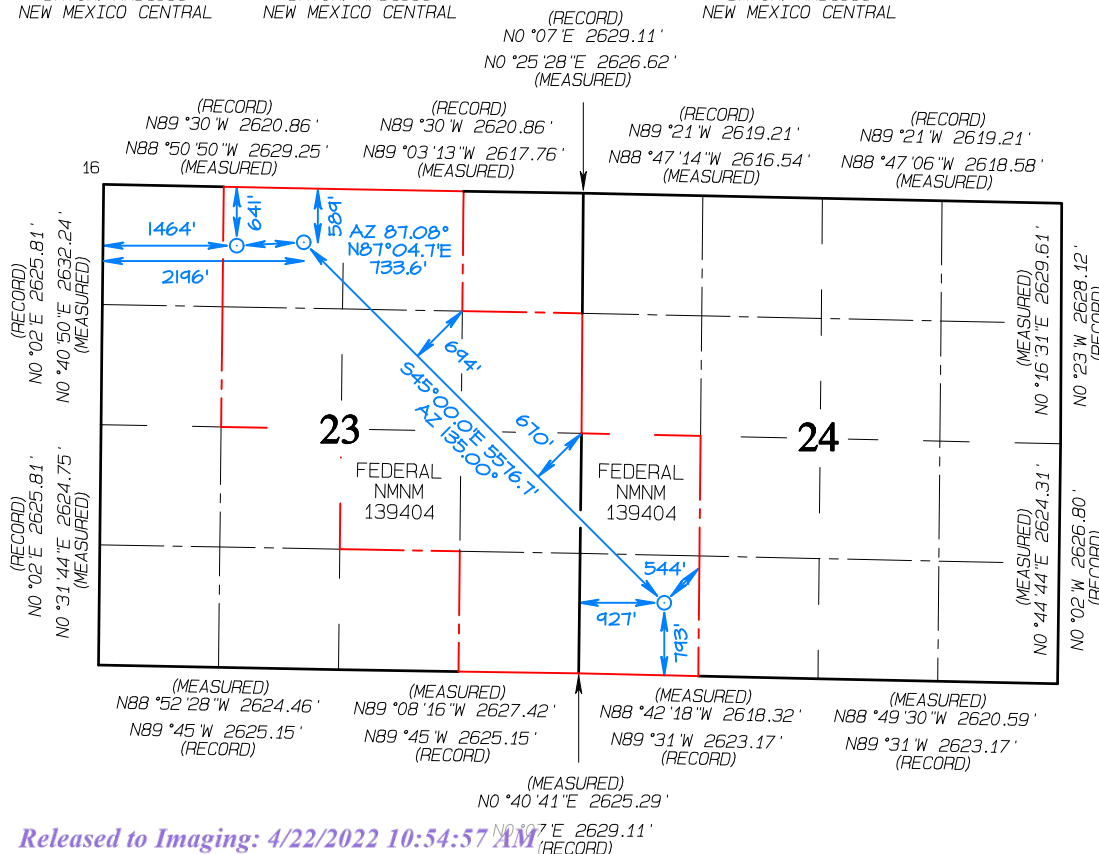 NEW MEXICO CENTRAL
NEW MEXICO CENTRAL
NEW MEXICO CENTRAL
(RECORD)
N0°07'E 2629.11'
N0°25'28"E 2626.62'
(MEASURED)
(RECORD)
N89°30'W 2620.86'
N88°50'50"W 2629.25'
(MEASURED)
(RECORD)
N89°30'W 2620.86'
N89°03'13"W 2617.76'
(MEASURED)
(RECORD)
N89°21'W 2619.21'
N88°47'14"W 2616.54'
(MEASURED)
(RECORD)
N89°21'W 2619.21'
N88°47'06"W 2618.58'
(MEASURED)
16
(RECORD)
N0°02'E 2625.81'
N0°40'50"E 2632.24'
(MEASURED)
1464'
641'
589'
2196'
AZ 87.08°
N87°04.7'E
733.6'
694'
S45°00.0'E 5576.7'
AZ 135.00°
670'
(MEASURED)
N0°16'31"E 2629.61'
N0°23'W 2628.12'
(RECORD)
23
24
FEDERAL
NMNM
139404
FEDERAL
NMNM
139404
(RECORD)
N0°02'E 2625.81'
N0°31'44"E 2624.75'
(MEASURED)
544'
927'
793'
(MEASURED)
N0°44'44"E 2624.31'
N0°02'W 2626.80'
(RECORD)
(MEASURED)
N88°52'28"W 2624.46'
N89°45'W 2625.15'
(RECORD)
(MEASURED)
N89°08'16"W 2627.42'
N89°45'W 2625.15'
(RECORD)
(MEASURED)
N88°42'18"W 2618.32'
N89°31'W 2623.17'
(RECORD)
(MEASURED)
N88°49'30"W 2620.59'
N89°31'W 2623.17'
(RECORD)
(MEASURED)
N0°40'41"E 2625.29'
N0°07'E 2629.11'
(RECORD)
Released to Imaging: 4/22/2022 10:54:57 AM